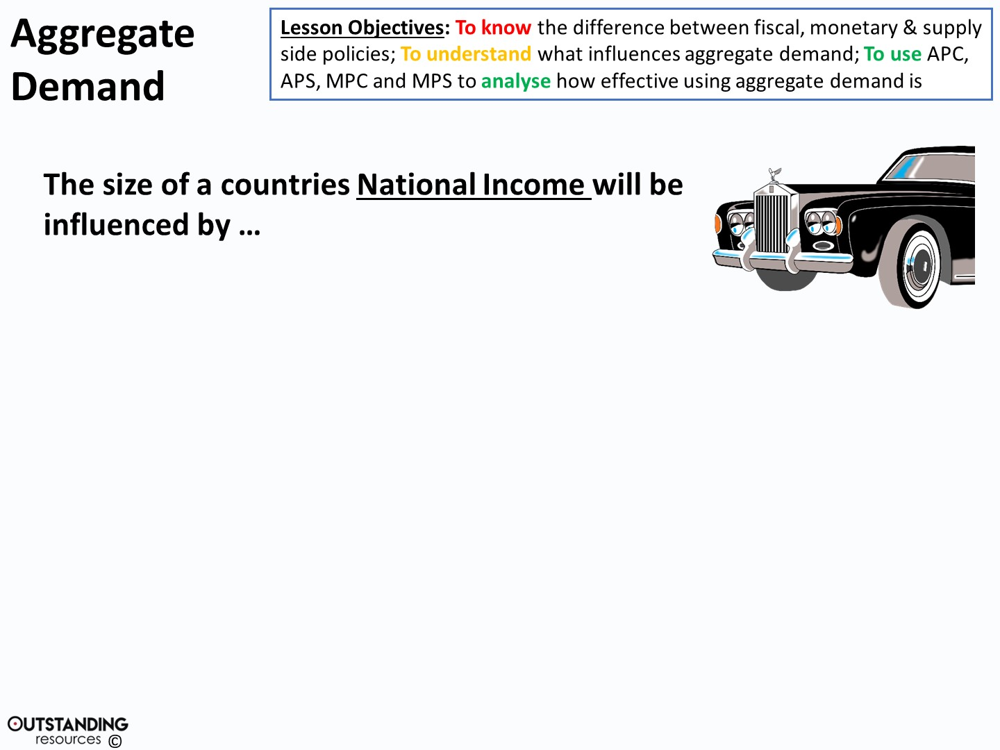 Aggregate
Demand
Lesson Objectives: To know the difference between fiscal, monetary & supply
side policies; To understand what influences aggregate demand; To use APC,
APS, MPC and MPS to analyse how effective using aggregate demand is
The size of a countries National Income will be
influenced by ...
OUTSTANDING
resources ©